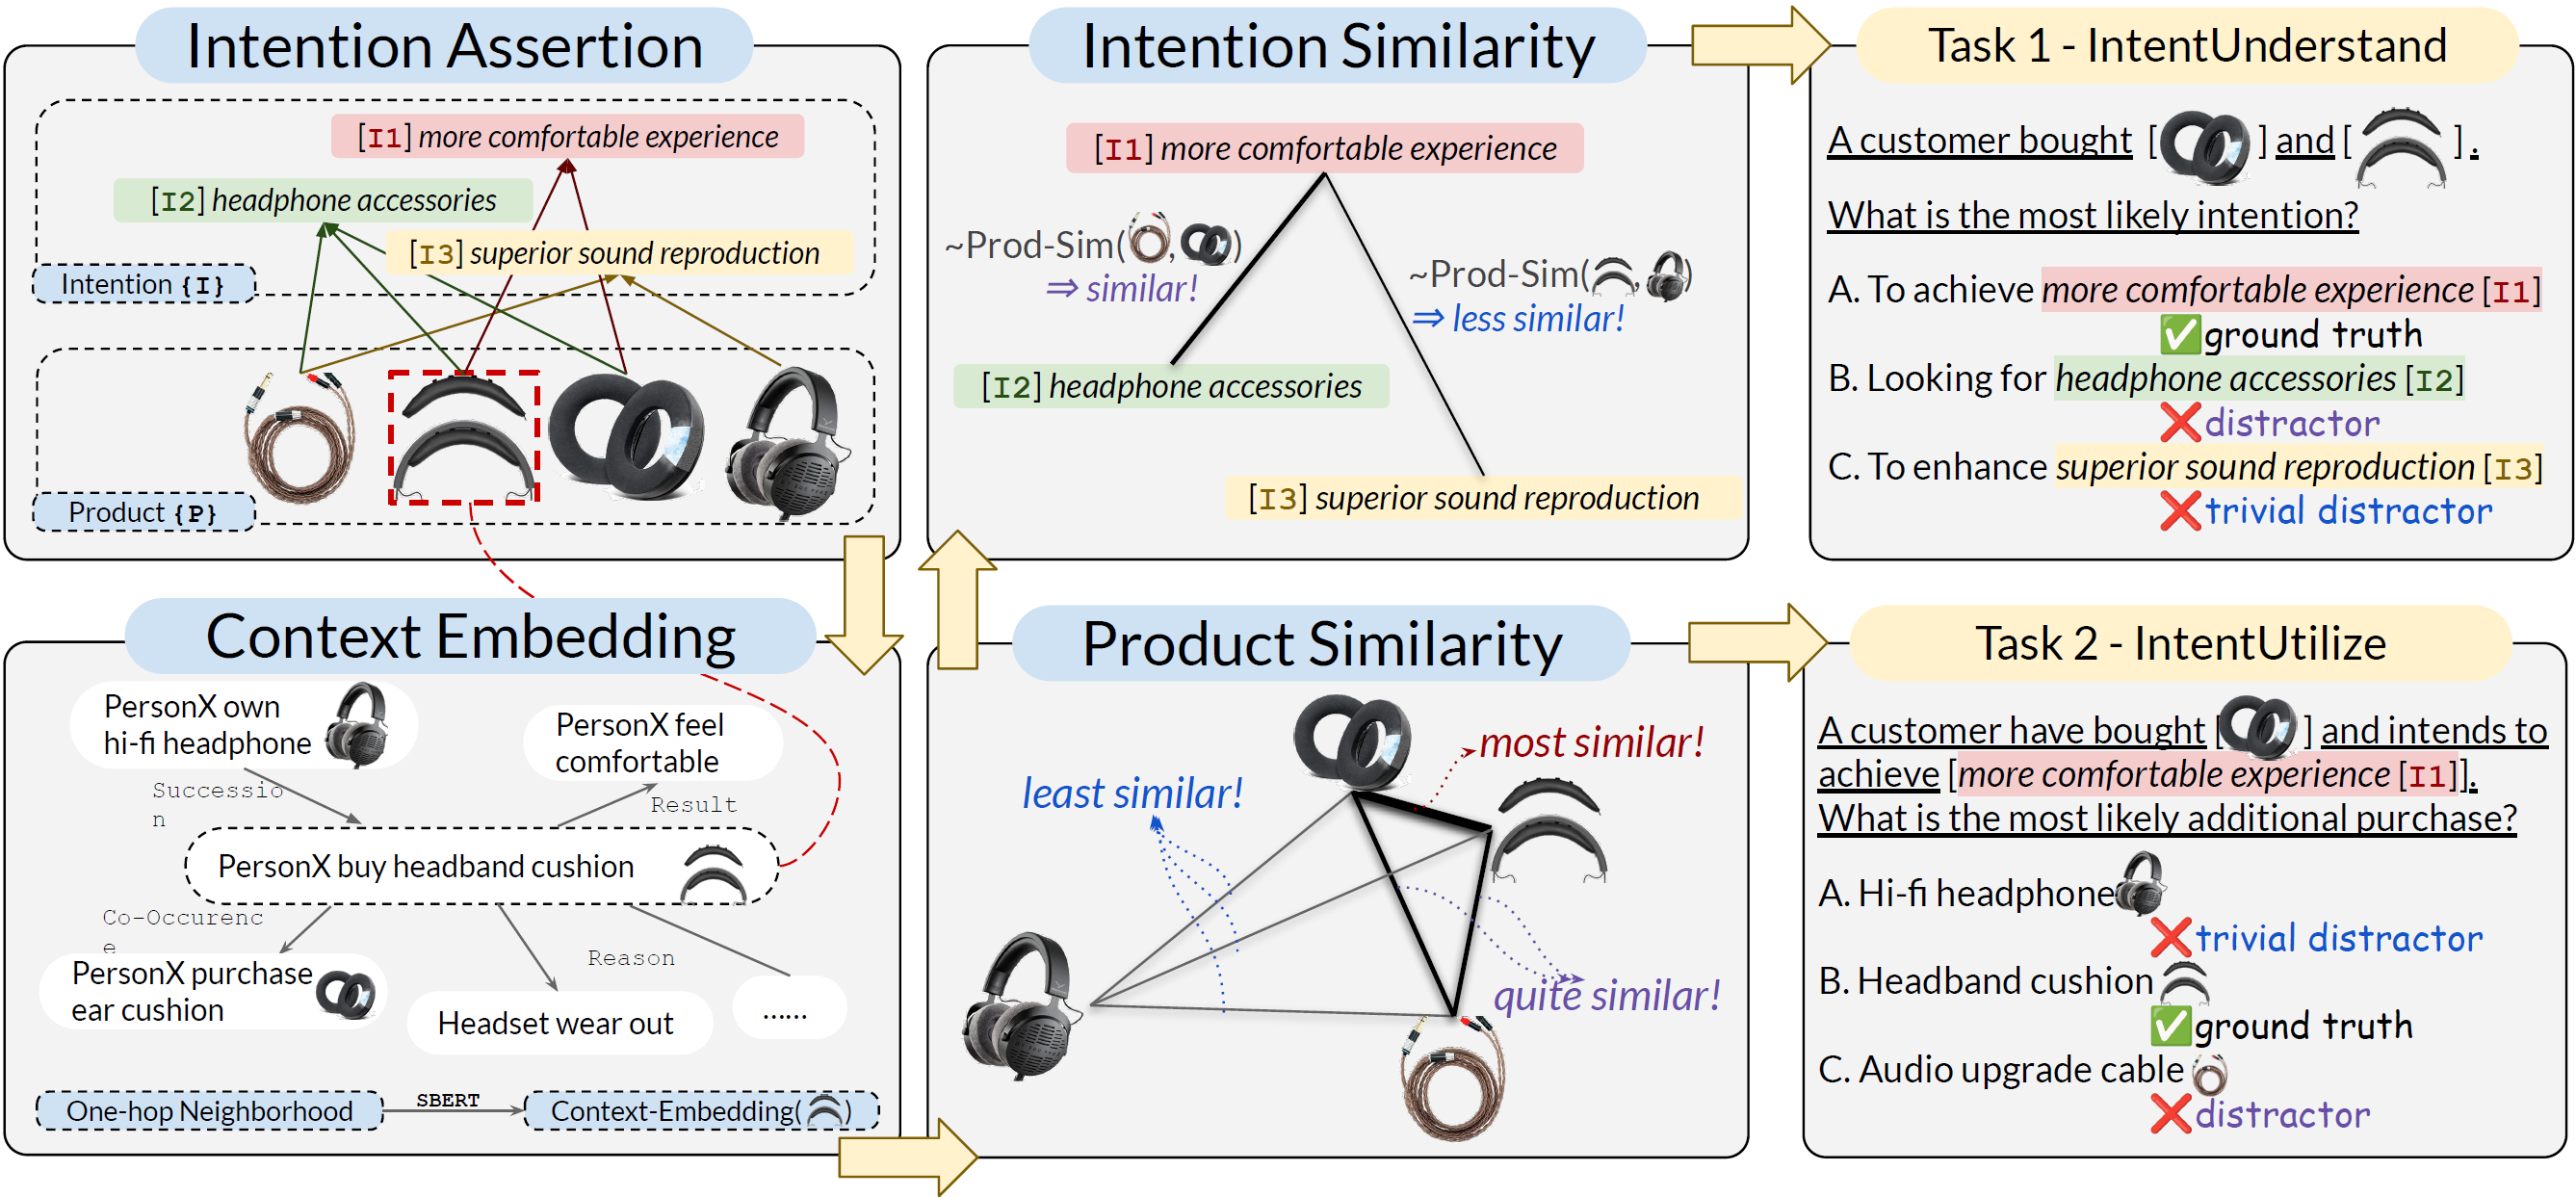 Intention Assertion
[I1] more comfortable experience
[I2] headphone accessories
[I3] superior sound reproduction
Intention {I}
Product {P}
Context Embedding
PersonX own
hi-fi headphone
PersonX feel
comfortable
Successio
n
Result
PersonX buy headband cushion
Co-Occurenc
e
Reason
PersonX purchase
ear cushion
Headset wear out
......
One-hop Neighborhood
SBERT
Context-Embedding( )
Intention Similarity
[I1] more comfortable experience
~Prod-Sim( , )
⇒ similar!
~Prod-Sim( , )
⇒ less similar!
[I2] headphone accessories
[I3] superior sound reproduction
Product Similarity
most similar!
least similar!
quite similar!
Task 1 - IntentUnderstand
A customer bought [ ] and [ ] .
What is the most likely intention?
A. To achieve more comfortable experience [I1]
✅ground truth
B. Looking for headphone accessories [I2]
❌distractor
C. To enhance superior sound reproduction [I3]
❌trivial distractor
Task 2 - IntentUtilize
A customer have bought [ ] and intends to
achieve [more comfortable experience [I1]].
What is the most likely additional purchase?
A. Hi-fi headphone
❌trivial distractor
B. Headband cushion
✅ground truth
C. Audio upgrade cable
❌distractor